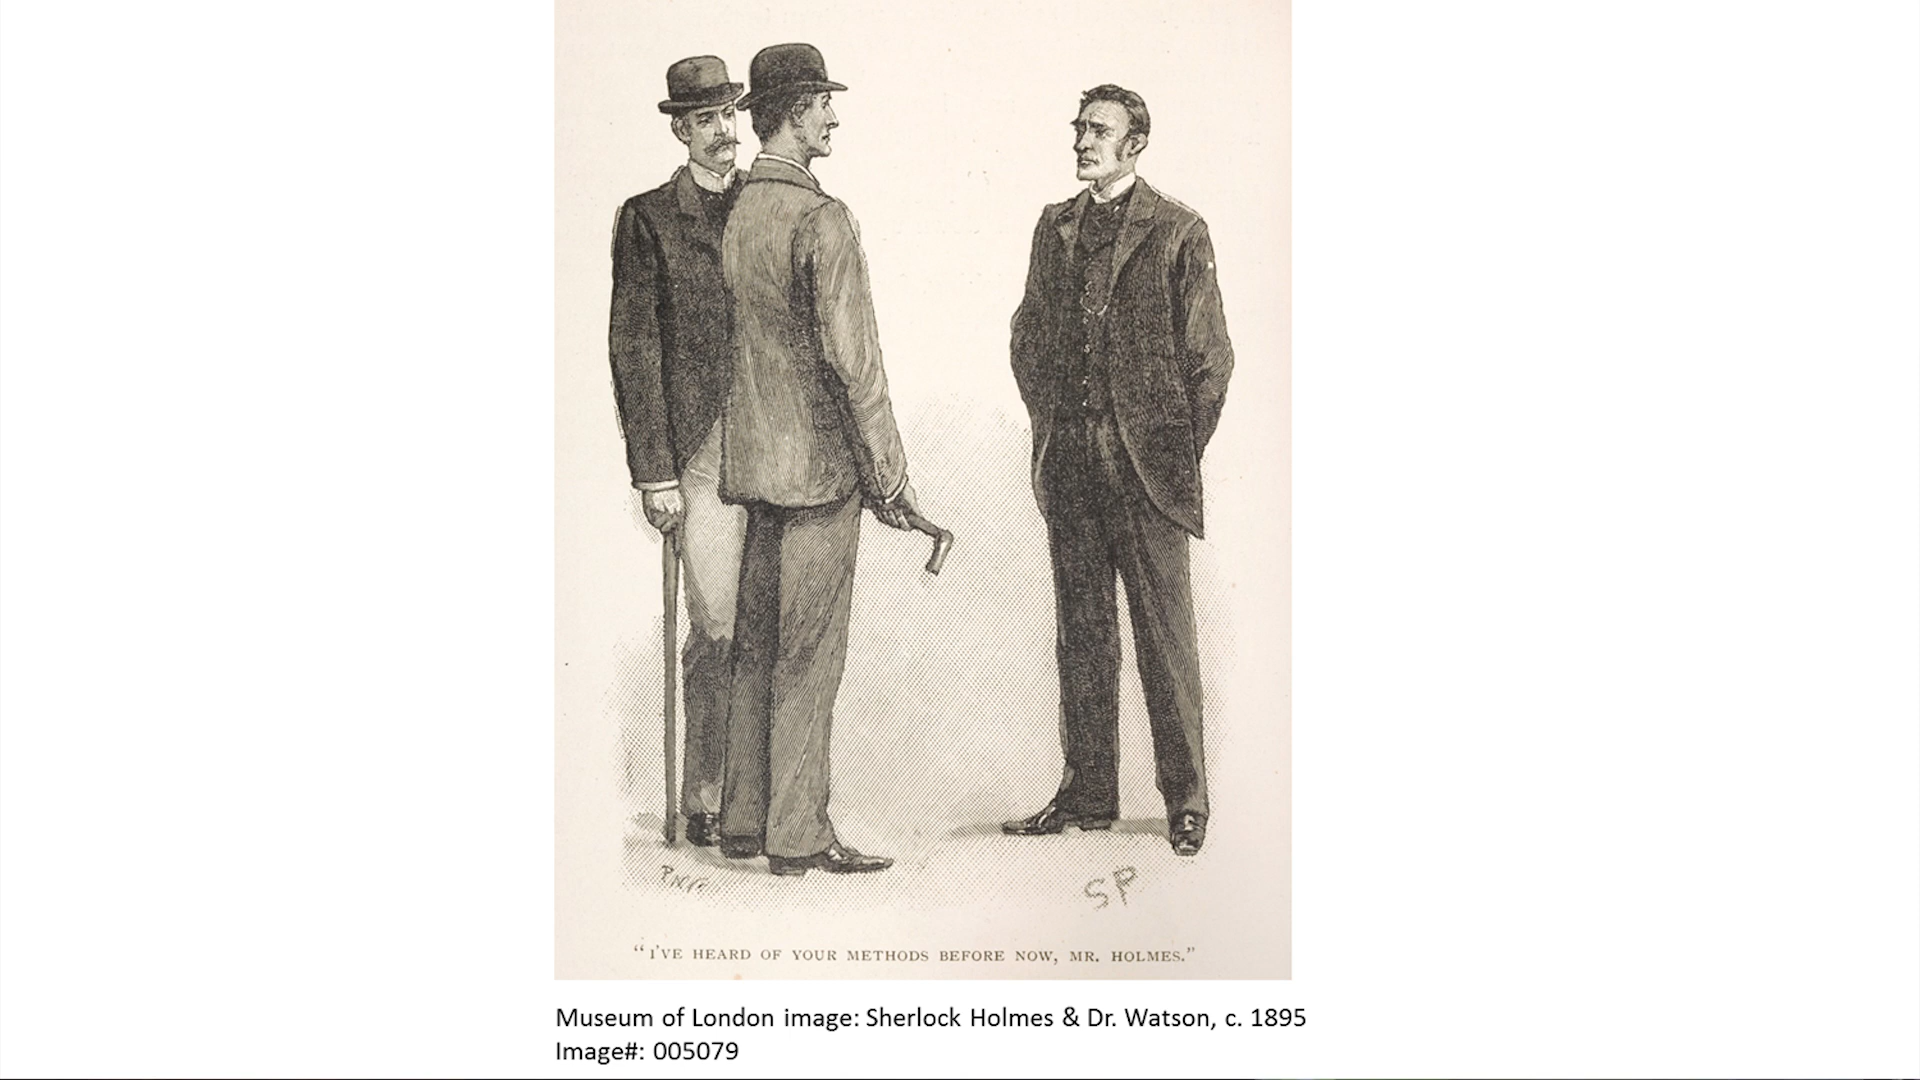 SP
“I’VE HEARD OF YOUR METHODS BEFORE NOW, MR. HOLMES.”
Museum of London image: Sherlock Holmes & Dr. Watson, c. 1895
Image#: 005079